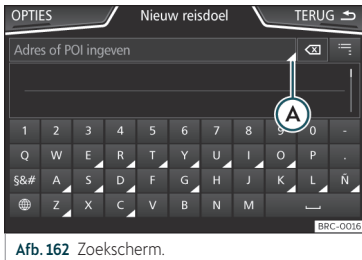 OPTIES Nieuw reisdoel TERUG
Adres of POI ingeven
A
1 2 3 4 5 6 7 8 9 0 -
Q W E R T Y U I O P .
§&# A S D F G H J K L Ñ
Z X C V B N M
BRC-0016
Afb. 162 Zoekscherm.